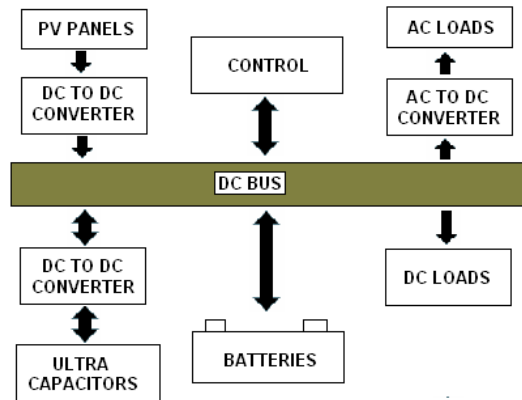 PV PANELS
DC TO DC
CONVERTER
CONTROL
AC LOADS
AC TO DC
CONVERTER
DC BUS
DC TO DC
CONVERTER
ULTRA
CAPACITORS
BATTERIES
DC LOADS